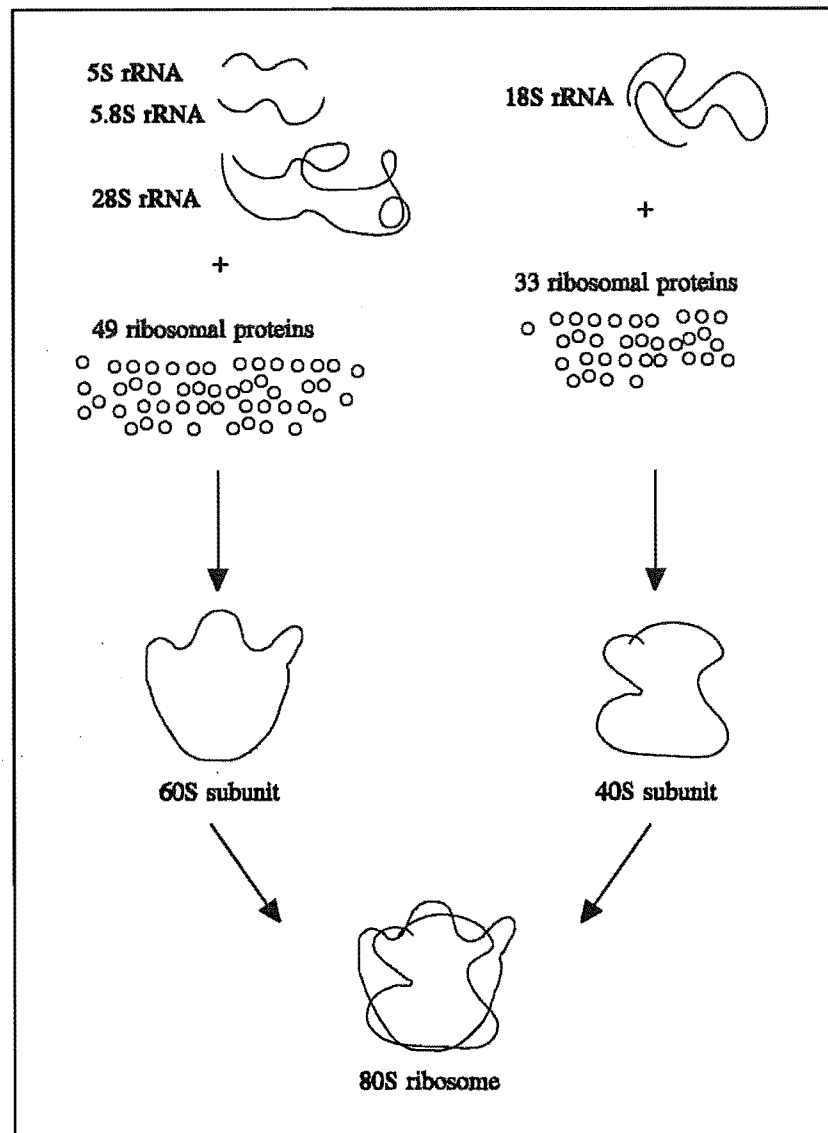 5S rRNA
5.8S rRNA
28S rRNA
+
49 ribosomal proteins
18S rRNA
+
33 ribosomal proteins
60S subunit
40S subunit
80S ribosome